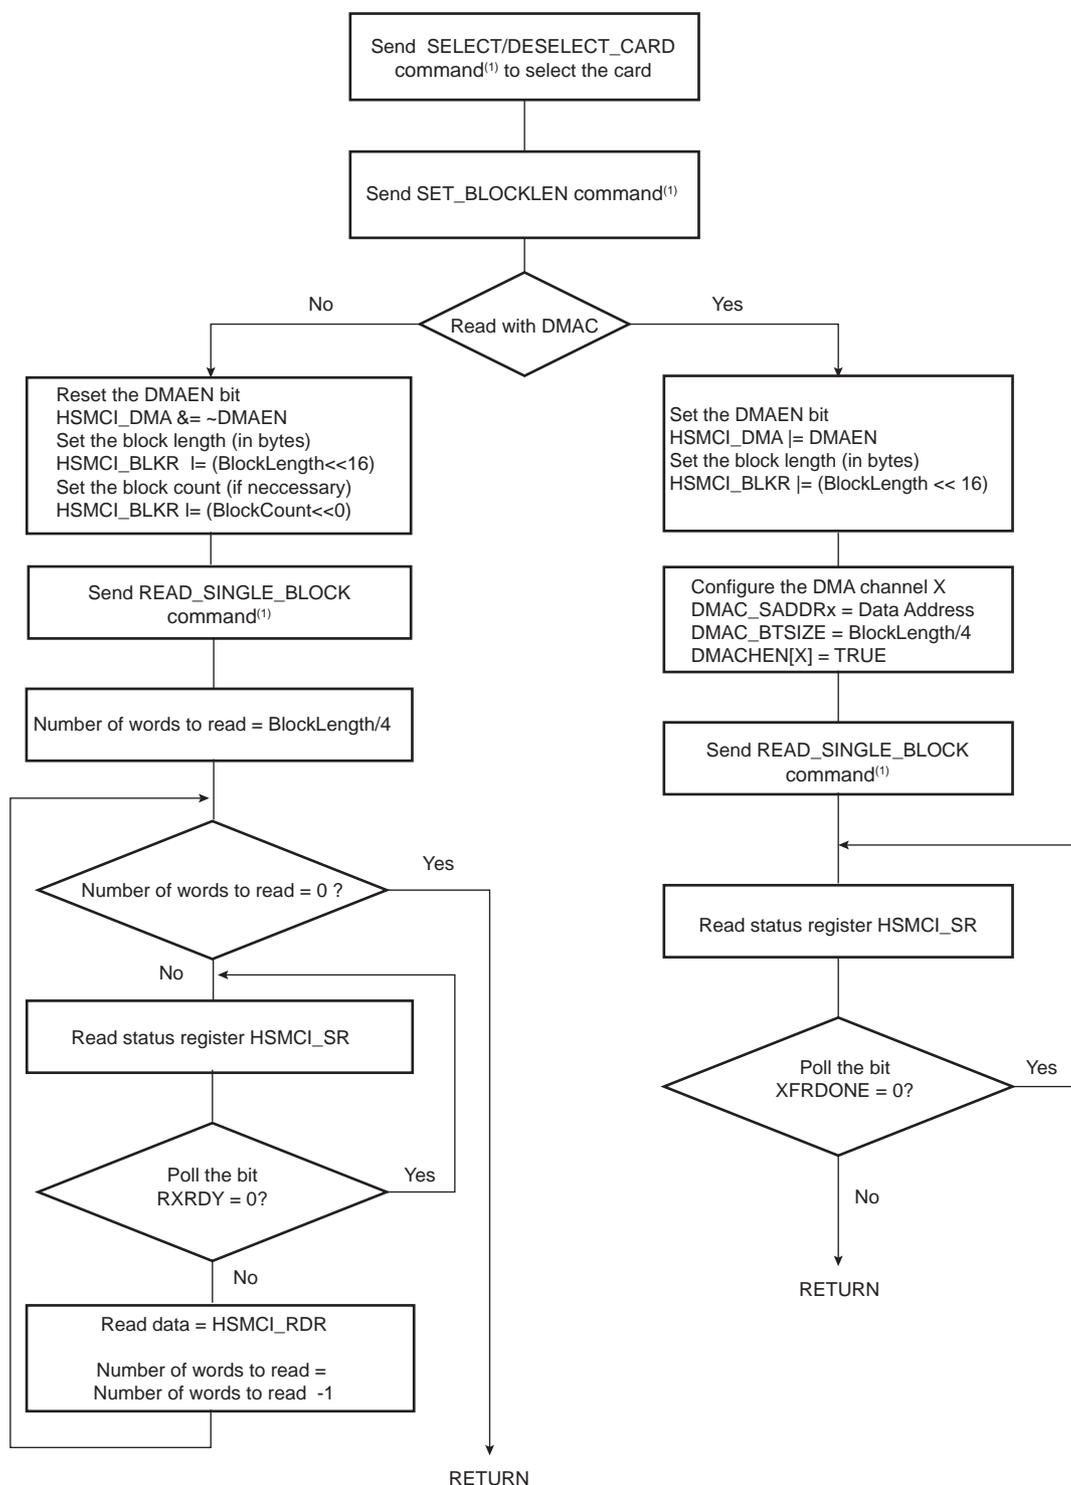 Send SELECT/DESELECT_CARD
command(1) to select the card
Send SET_BLOCKLEN command(1)
No
Yes
Read with DMAC
Reset the DMAEN bit
HSMCI_DMA &= ~DMAEN
Set the block length (in bytes)
HSMCI_BLKR l= (BlockLength<<16)
Set the block count (if neccessary)
HSMCI_BLKR l= (BlockCount<<0)
Send READ_SINGLE_BLOCK
command(1)
Number of words to read = BlockLength/4
Number of words to read = 0 ?
Yes
No
Read status register HSMCI_SR
Poll the bit
RXRDY = 0?
Yes
No
Read data = HSMCI_RDR
Number of words to read =
Number of words to read -1
RETURN
Set the DMAEN bit
HSMCI_DMA |= DMAEN
Set the block length (in bytes)
HSMCI_BLKR |= (BlockLength << 16)
Configure the DMA channel X
DMAC_SADDRx = Data Address
DMAC_BTSIZE = BlockLength/4
DMACHEN[X] = TRUE
Send READ_SINGLE_BLOCK
command(1)
Read status register HSMCI_SR
Poll the bit
XFRDONE = 0?
Yes
No
RETURN